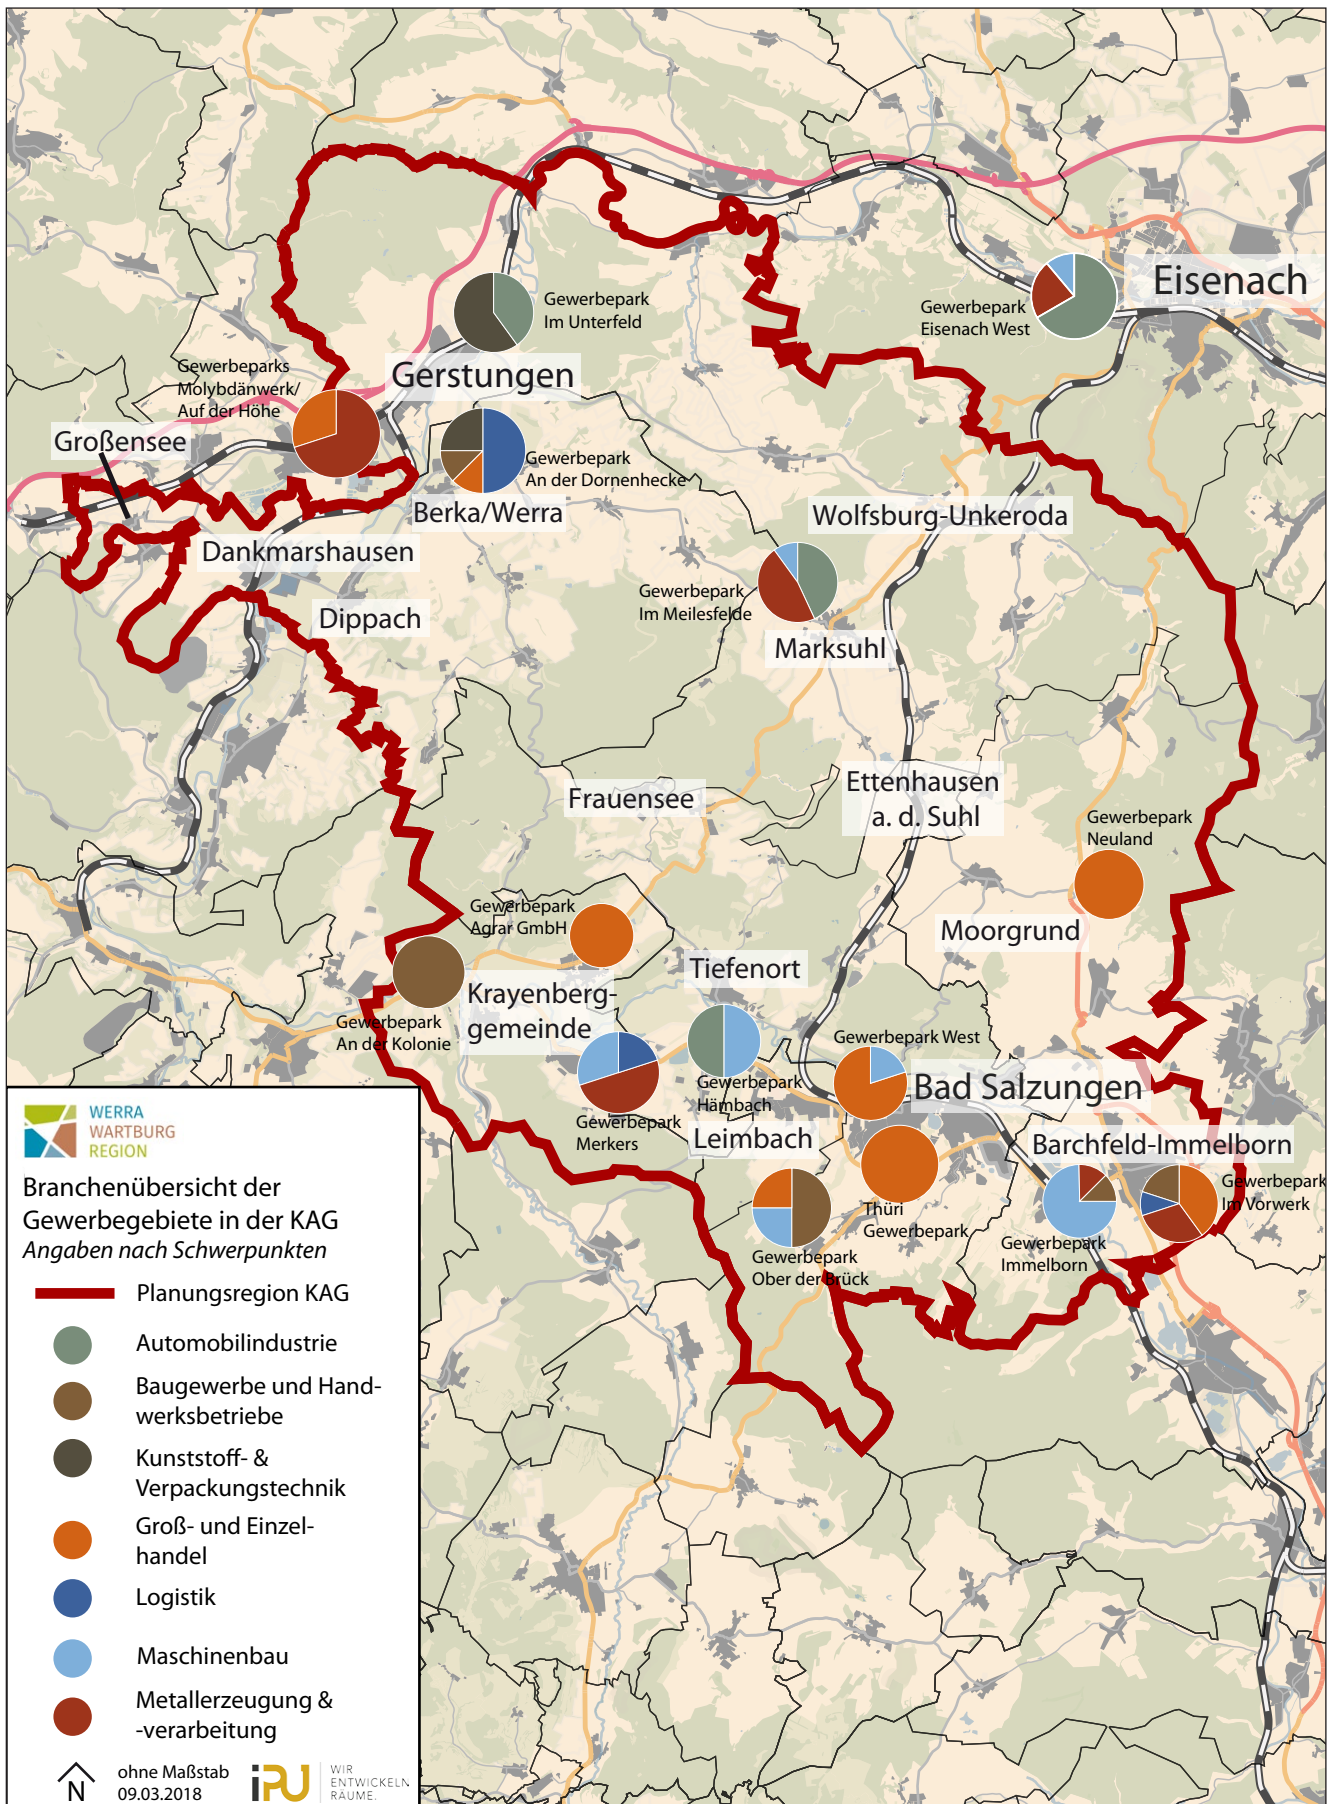 Gewerbepark
Im Unterfeld
Gewerbepark
Eisenach West
Eisenach
Gewerbeparks
Molybdänwerk/
Auf der Höhe
Gerstungen
Großensee
Gewerbepark
An der Dornenhecke
Berka/Werra
Wolfsburg-Unkeroda
Dankmarshausen
Gewerbepark
Im Meilesfelde
Dippach
Marksuhl
Frauensee
Ettenhausen
a. d. Suhl
Gewerbepark
Neuland
Gewerbepark
Agrar GmbH
Moorgrund
Tiefenort
Krayenberg-
gemeinde
Gewerbepark
An der Kolonie
Gewerbepark West
Gewerbepark
Hämbach
Bad Salzungen
Gewerbepark
Merkers
Leimbach
Barchfeld-Immelborn
Gewerbepark
Im Vorwerk
Thüri
Gewerbepark
Gewerbepark
Immelborn
Gewerbepark
Ober der Brück
WERRA
WARTBURG
REGION
Branchenübersicht der
Gewerbegebiete in der KAG
Angaben nach Schwerpunkten
Planungsregion KAG
Automobilindustrie
Baugewerbe und Hand-
werksbetriebe
Kunststoff- &
Verpackungstechnik
Groß- und Einzel-
handel
Logistik
Maschinenbau
Metallerzeugung &
-verarbeitung
N
ohne Maßstab
09.03.2018
iPU
WIR
ENTWICKELN
RÄUME.